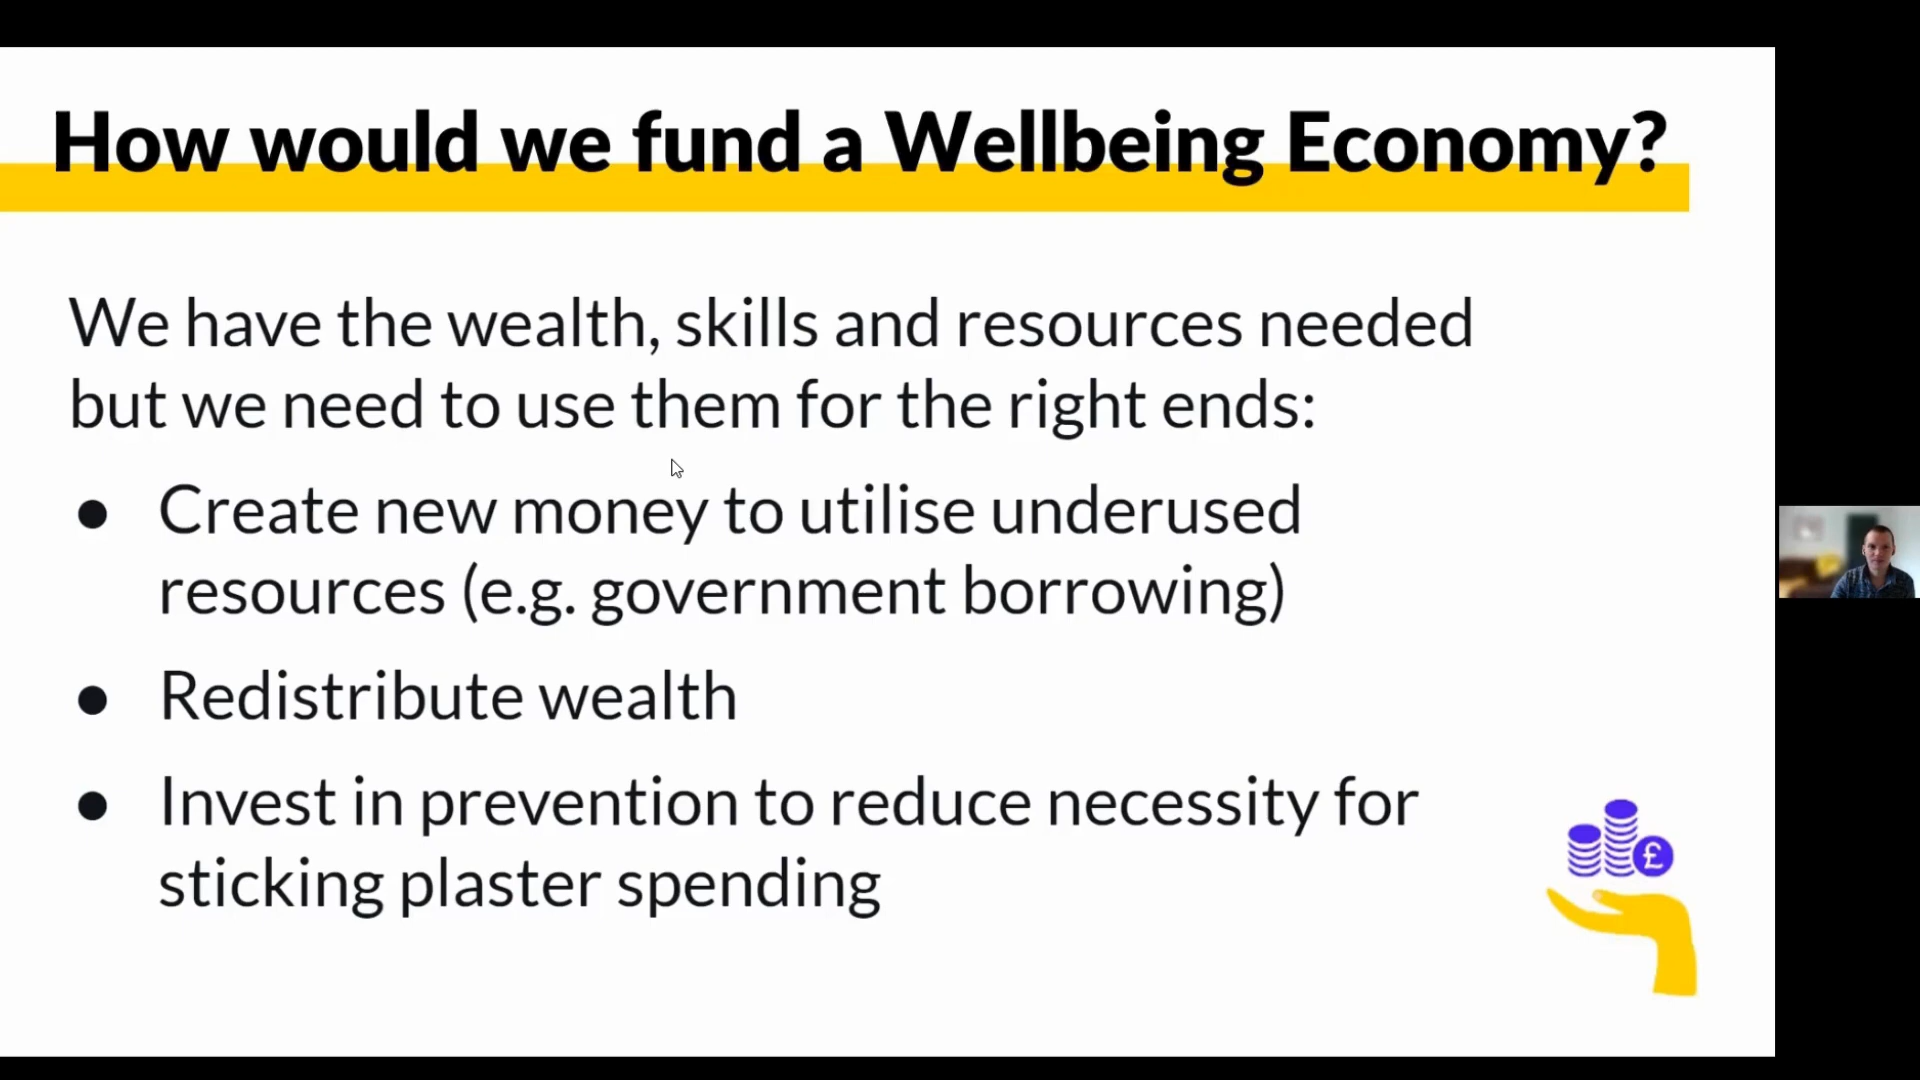 How would we fund a Wellbeing Economy?
We have the wealth, skills and resources needed
but we need to use them for the right ends:
● Create new money to utilise underused
resources (e.g. government borrowing)
● Redistribute wealth
● Invest in prevention to reduce necessity for
sticking plaster spending
£